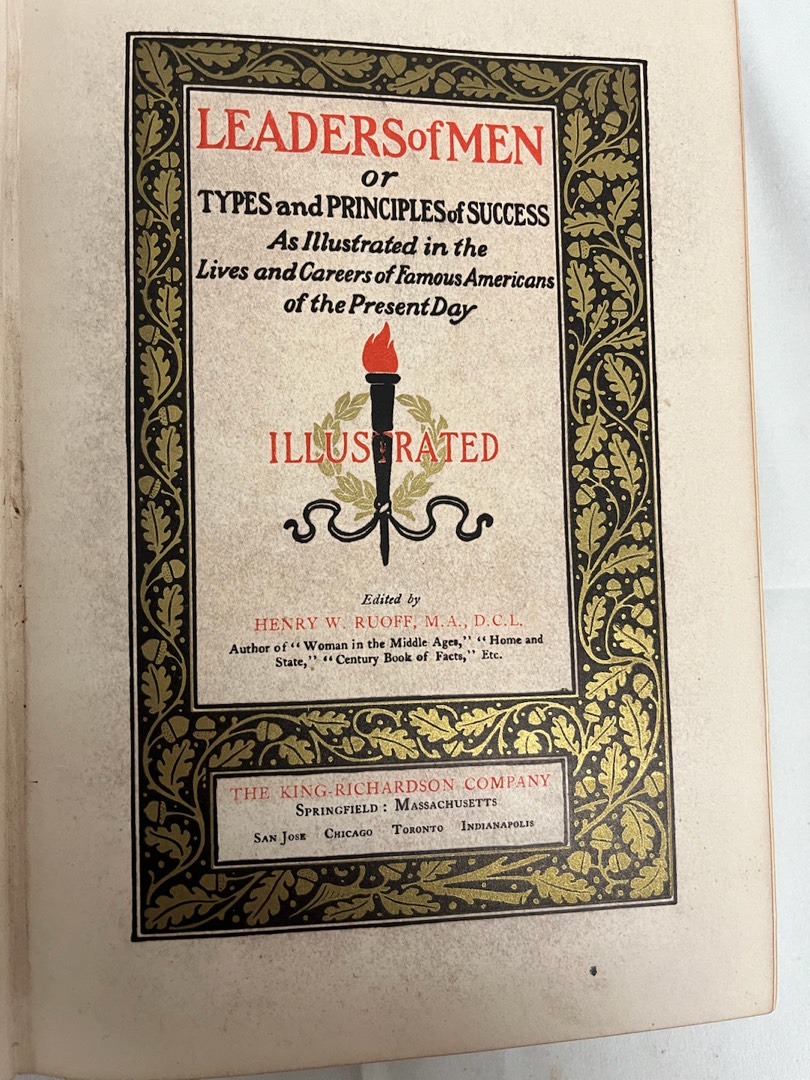 LEADERS of MEN
or
TYPES and PRINCIPLES of SUCCESS
As Illustrated in the
Lives and Careers of Famous Americans
of the Present Day
ILLUSTRATED
Edited by
HENRY W. RUOFF, M.A., D.C.L.
Author of “Woman in the Middle Ages,” “Home and
State,” “Century Book of Facts,” Etc.
THE KING-RICHARDSON COMPANY
SPRINGFIELD : MASSACHUSETTS
SAN JOSE CHICAGO TORONTO INDIANAPOLIS